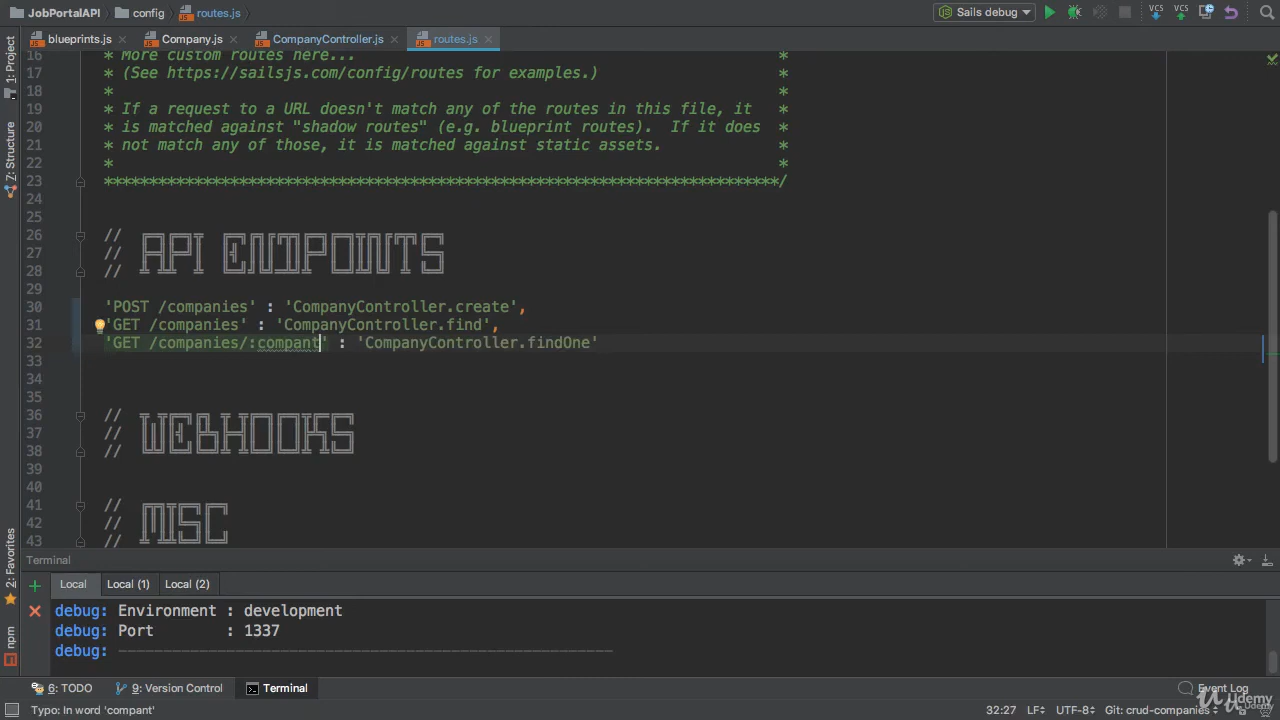 JobPortalAPI config routes.js Sails debug VCS VCS
blueprints.js Company.js CompanyController.js routes.js
16 * More custom routes here... *
17 * (See https://sailsjs.com/config/routes for examples.) *
18 * *
19 * If a request to a URL doesn't match any of the routes in this file, it *
20 * is matched against "shadow routes" (e.g. blueprint routes). If it does *
21 * not match any of those, it is matched against static assets. *
22 * *
23 ***************************************************************************/
24
25
26 //
27 // API ENDPOINTS
28 //
29
30 'POST /companies' : 'CompanyController.create',
31 'GET /companies' : 'CompanyController.find',
32 'GET /companies/:compant' : 'CompanyController.findOne'
33
34
35
36 //
37 // WEBHOOKS
38 //
39
40
41 //
42 // MISC
43 //
1: Project
Z: Structure
2: Favorites
npm
Terminal
Local Local (1) Local (2)
debug: Environment : development
debug: Port : 1337
debug: -------------------------------------------------------
6: TODO 9: Version Control Terminal Event Log
Typo: In word 'compant' 32:27 LF÷ UTF-8÷ Git: crud-companies÷
Udemy